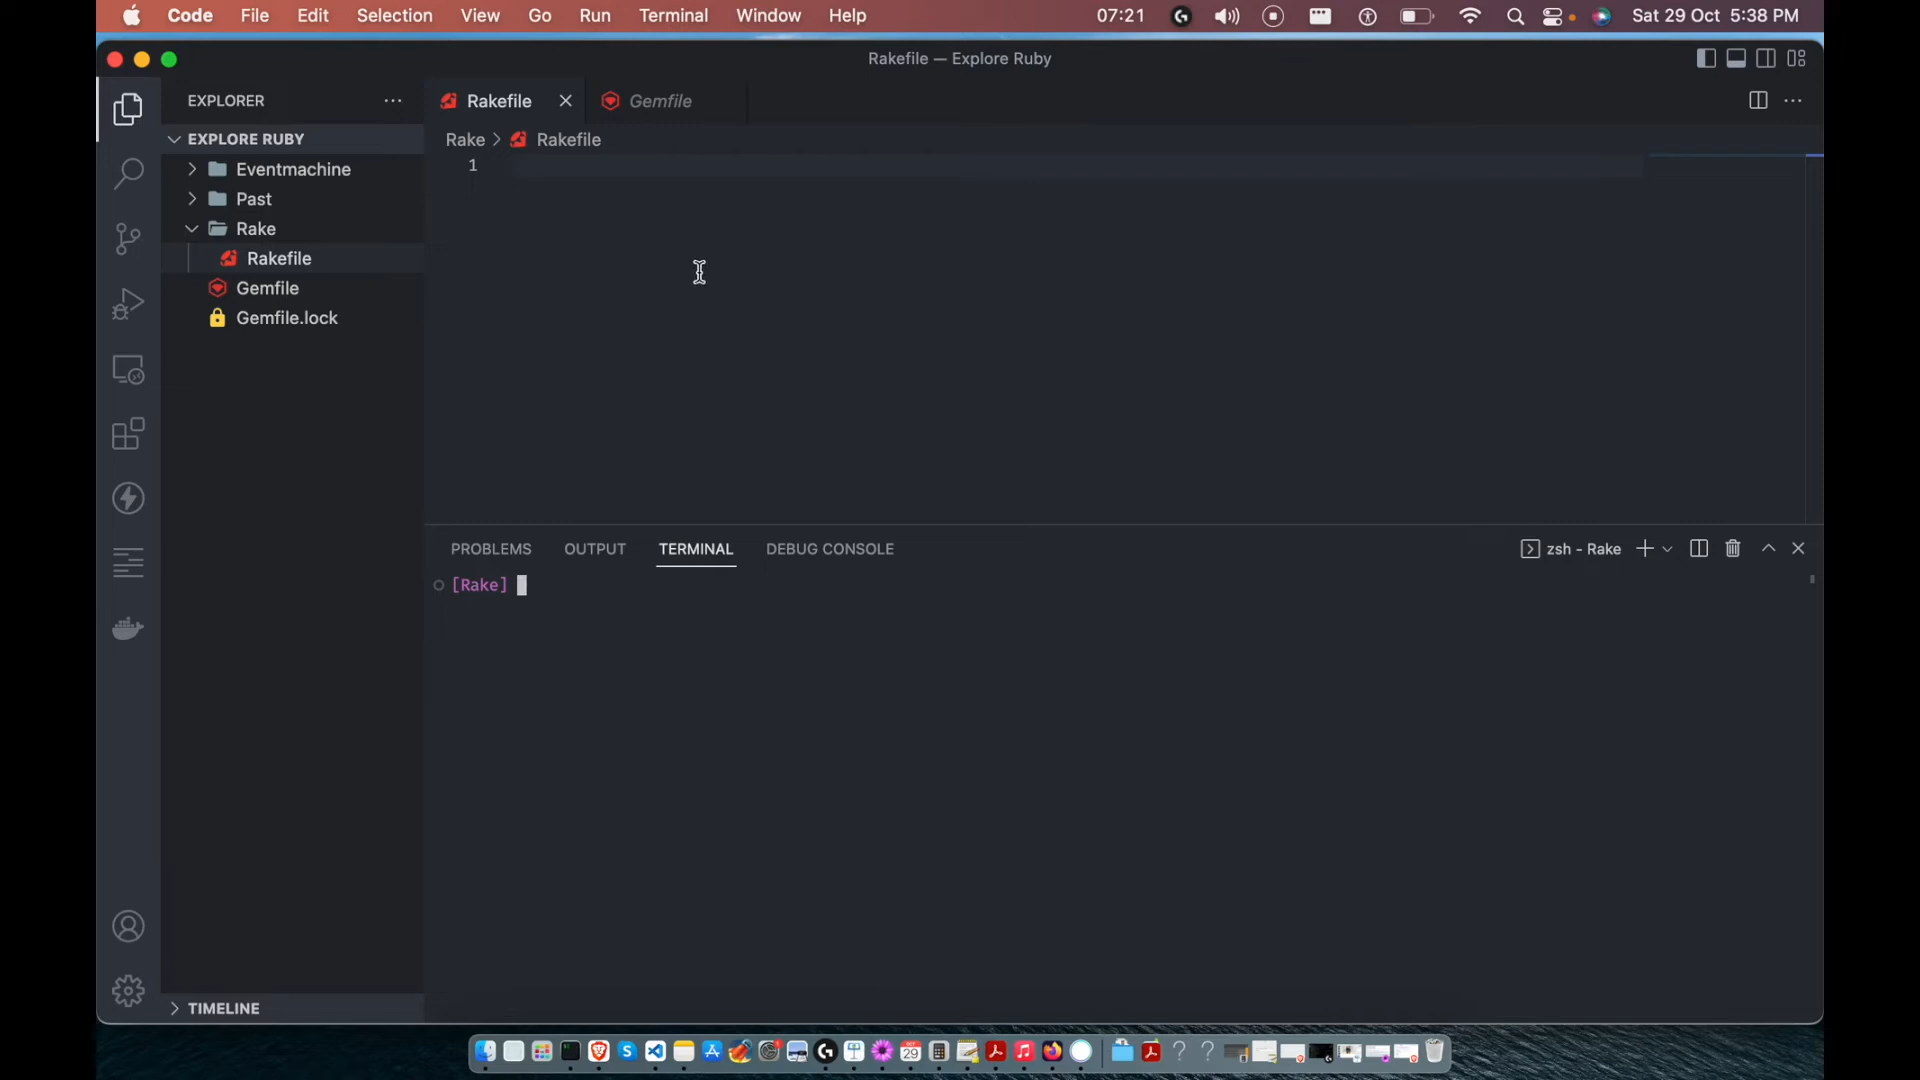 Code File Edit Selection View Go Run Terminal Window Help 07:21 Sat 29 Oct 5:38 PM
Rakefile — Explore Ruby
EXPLORER
Rakefile Gemfile
EXPLORE RUBY
Rake > Rakefile
1
Eventmachine
Past
Rake
Rakefile
Gemfile
Gemfile.lock
PROBLEMS OUTPUT TERMINAL DEBUG CONSOLE zsh - Rake
[Rake]
TIMELINE
29